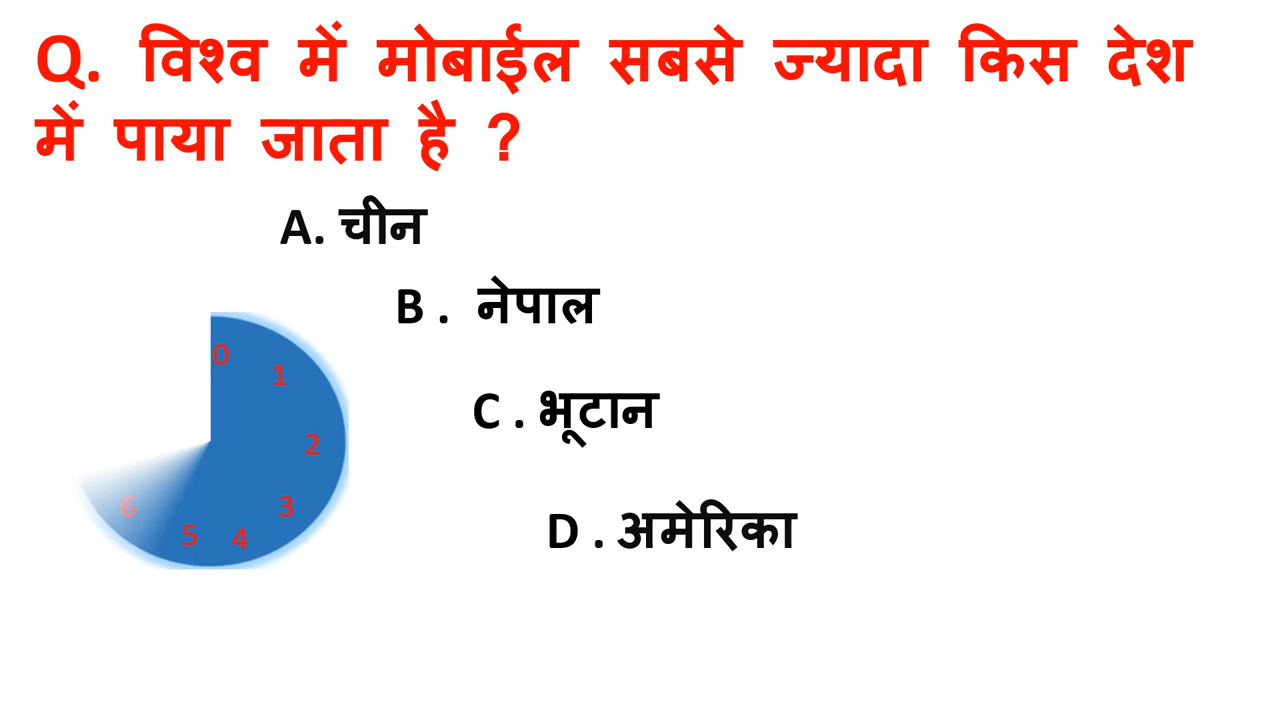 Q. विश्व में मोबाईल सबसे ज्यादा किस देश
में पाया जाता है ?
A. चीन
B . नेपाल
C . भूटान
D . अमेरिका
0
1
2
3
4
5
6